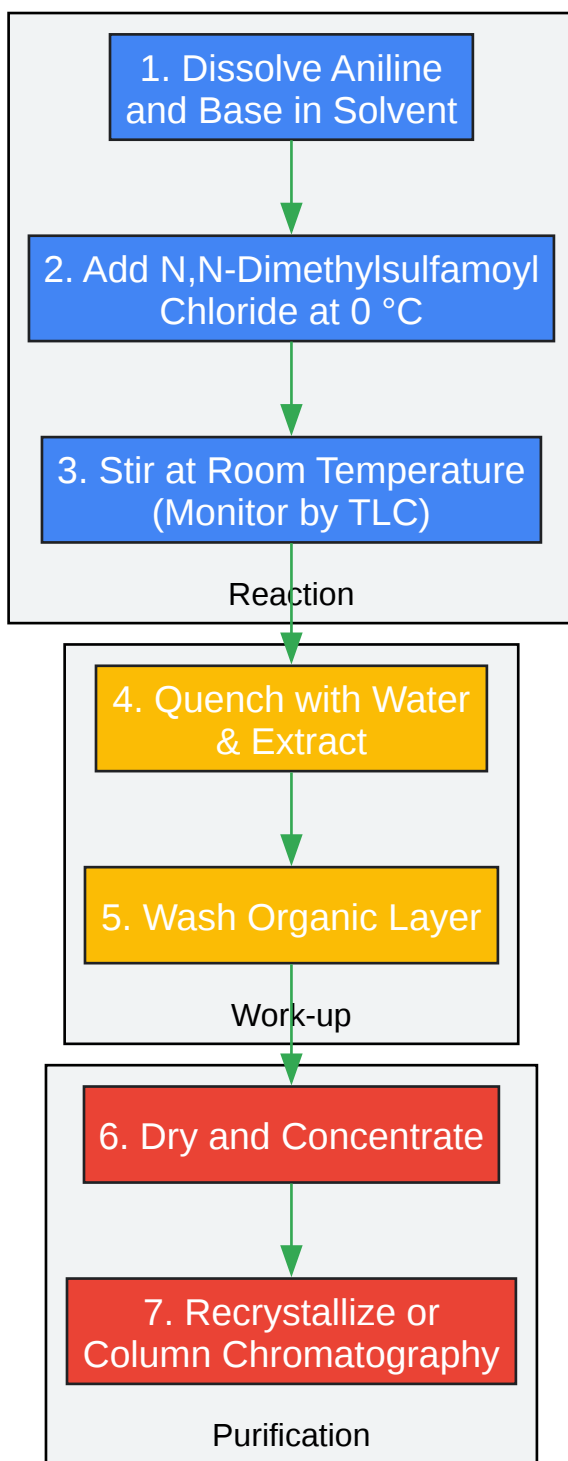 1. Dissolve Aniline
and Base in Solvent
2. Add N,N-Dimethylsulfamoyl
Chloride at 0 °C
3. Stir at Room Temperature
(Monitor by TLC)
Reaction
4. Quench with Water
& Extract
5. Wash Organic Layer
Work-up
6. Dry and Concentrate
7. Recrystallize or
Column Chromatography
Purification